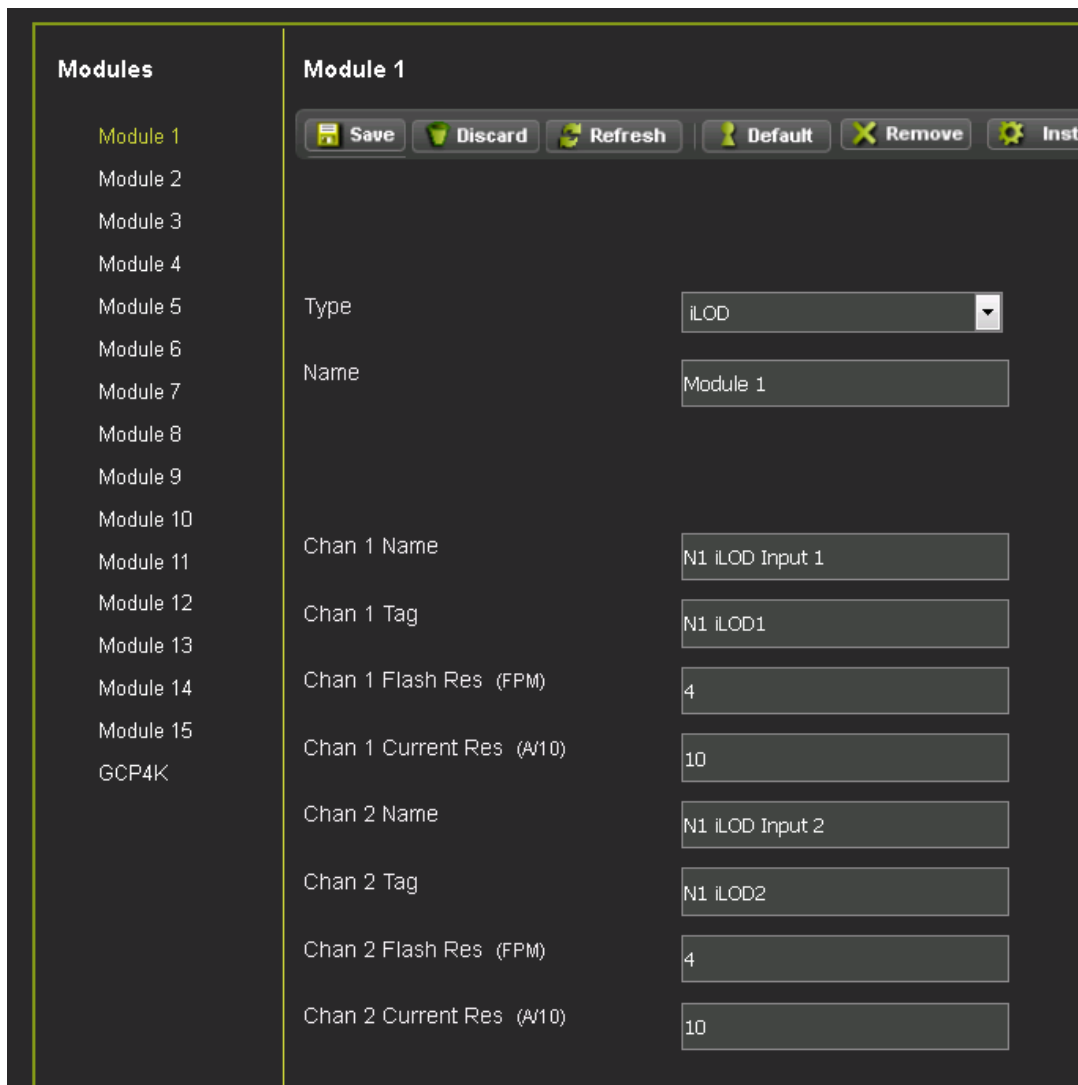 Modules
Module 1
Module 2
Module 3
Module 4
Module 5
Module 6
Module 7
Module 8
Module 9
Module 10
Module 11
Module 12
Module 13
Module 14
Module 15
GCP4K
Module 1
Save Discard Refresh Default Remove
Type iLOD
Name Module 1
Chan 1 Name N1 iLOD Input 1
Chan 1 Tag N1 iLOD1
Chan 1 Flash Res (FPM) 4
Chan 1 Current Res (A/10) 10
Chan 2 Name N1 iLOD Input 2
Chan 2 Tag N1 iLOD2
Chan 2 Flash Res (FPM) 4
Chan 2 Current Res (A/10) 10